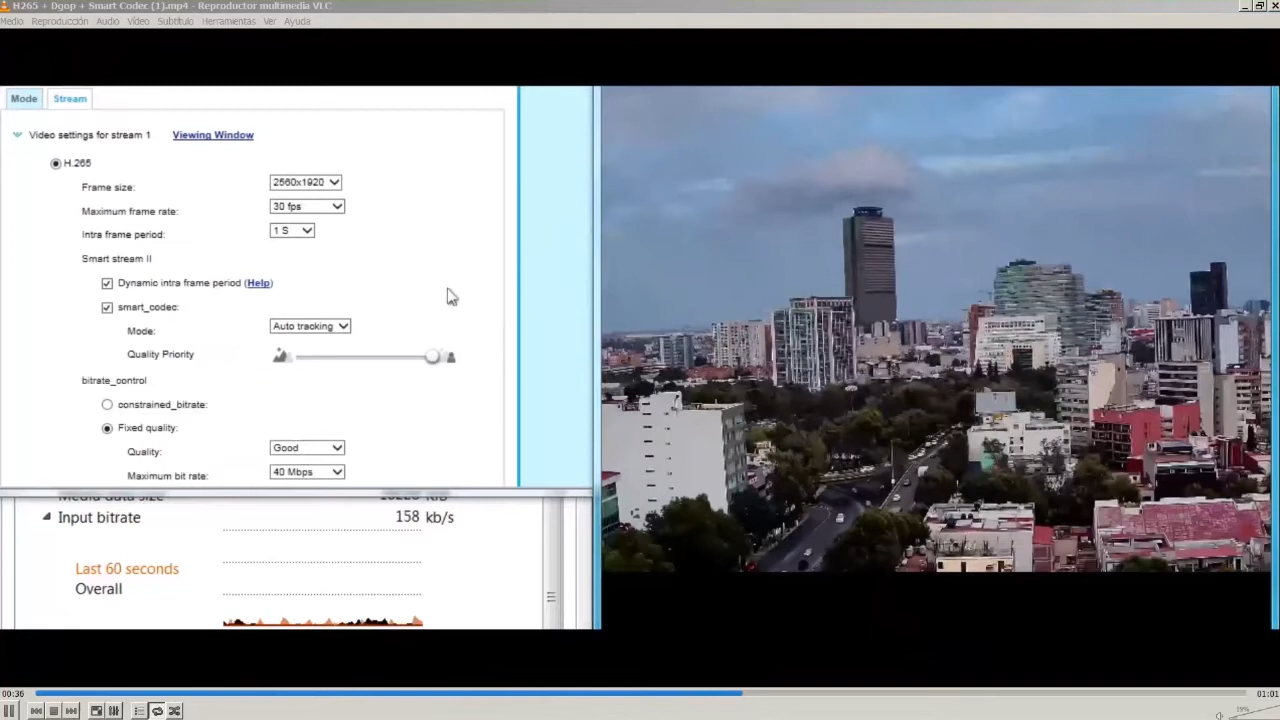 H265 + Dgop + Smart Codec (1).mp4 - Reproductor multimedia VLC
Medio Reproducción Audio Vídeo Subtítulo Herramientas Ver Ayuda
Mode Stream
Video settings for stream 1 Viewing Window
H.265
Frame size: 2560x1920
Maximum frame rate: 30 fps
Intra frame period: 1 S
Smart stream II
Dynamic intra frame period (Help)
smart_codec:
Mode: Auto tracking
Quality Priority
bitrate_control
constrained_bitrate:
Fixed quality:
Quality: Good
Maximum bit rate: 40 Mbps
Media data size
Input bitrate 158 kb/s
Last 60 seconds
Overall
00:36 01:01
19%